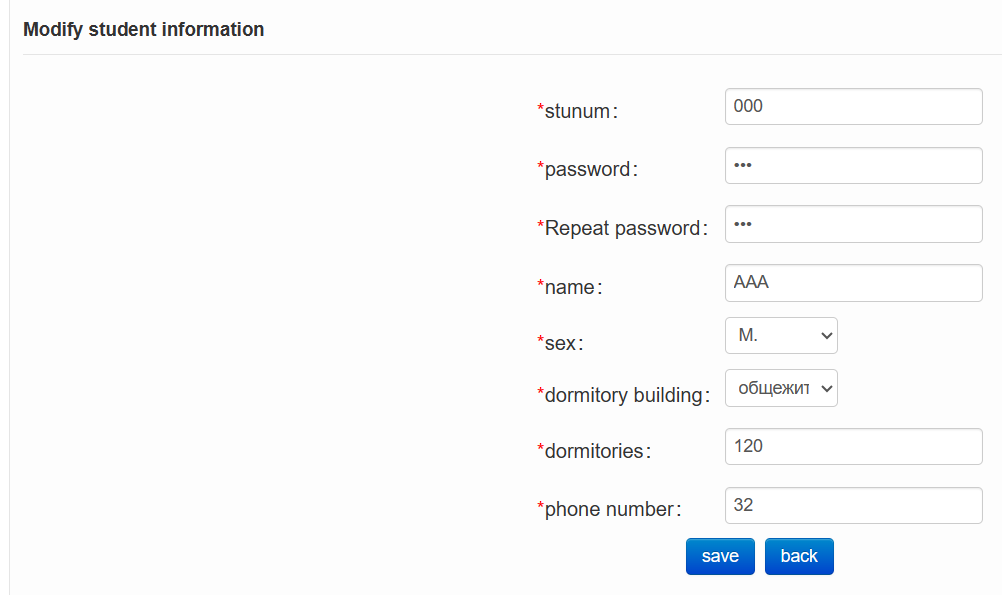 Modify student information
*stunum: 000
*password: •••
*Repeat password: •••
*name: AAA
*sex: М.
*dormitory building: общежит
*dormitories: 120
*phone number: 32
save back